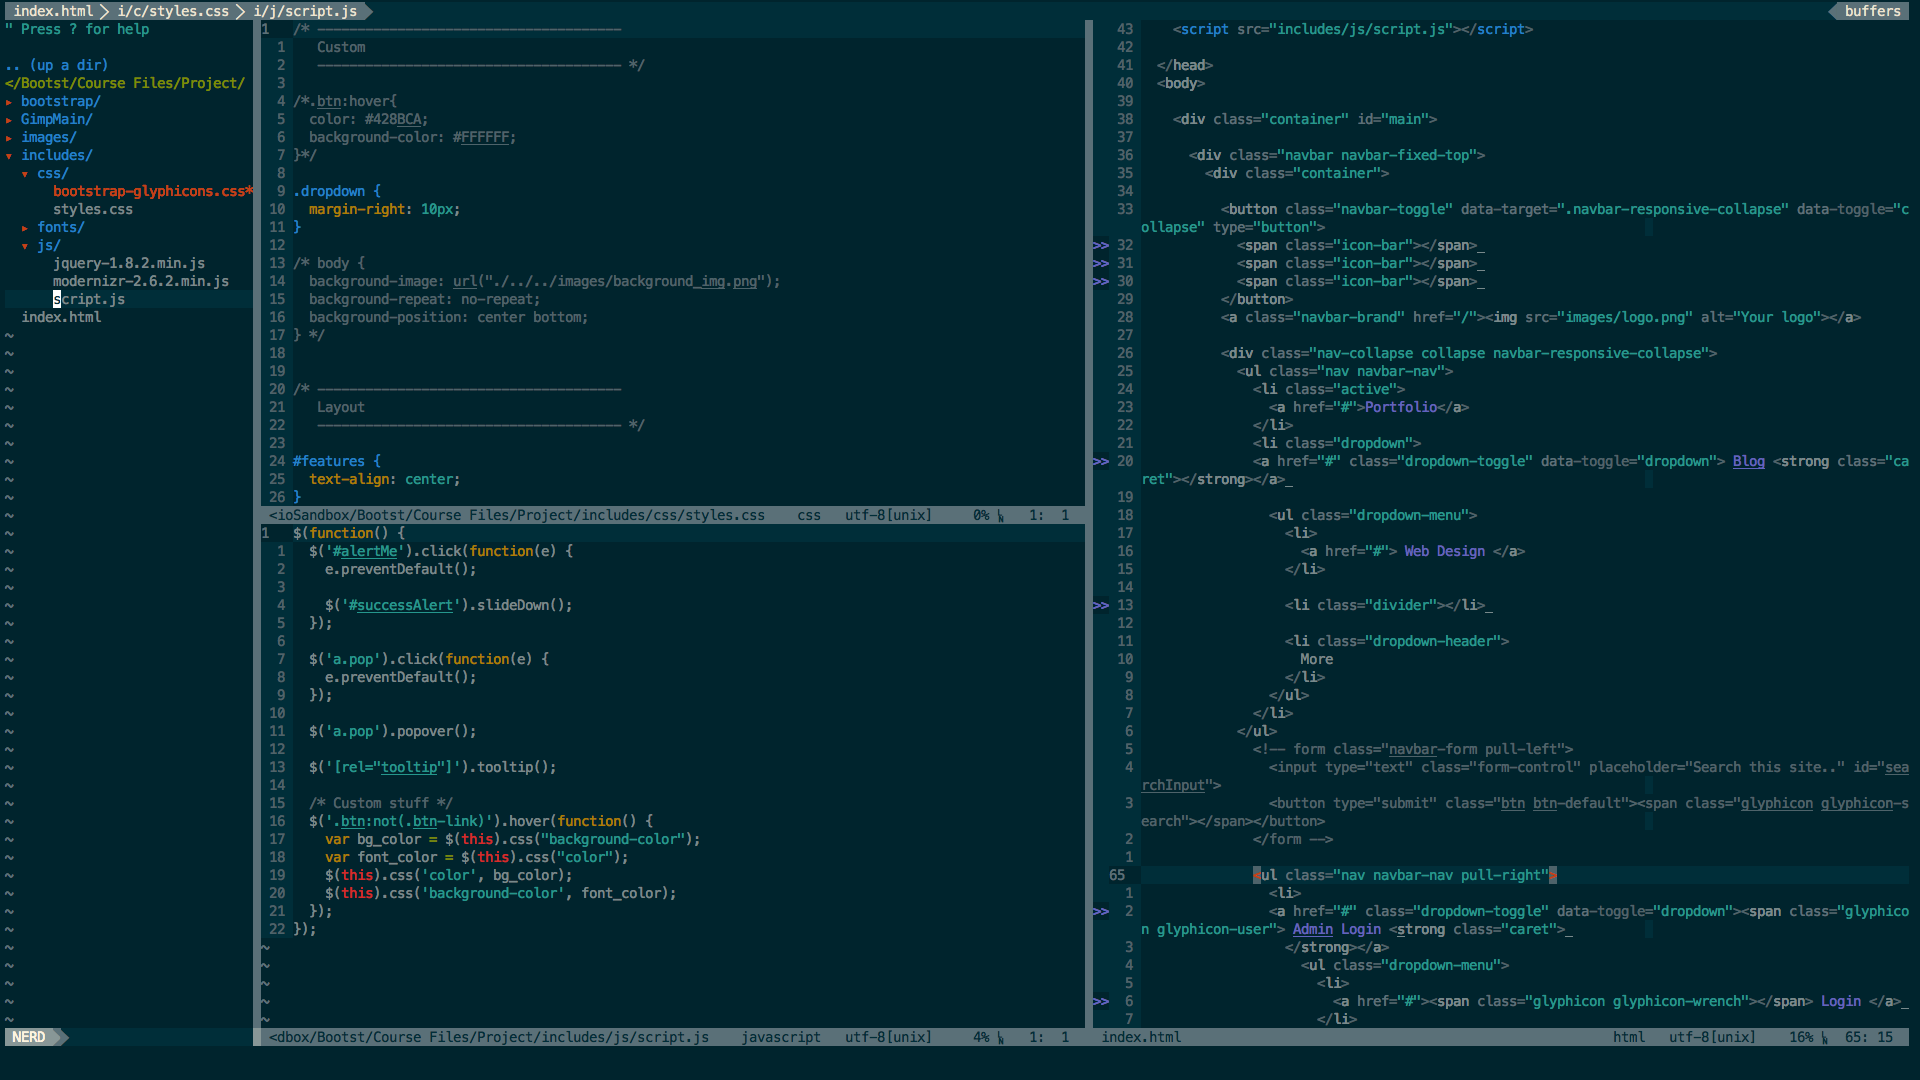 index.html  i/c/styles.css  i/j/script.js  buffers
" Press ? for help
.. (up a dir)
</Bootst/Course Files/Project/
▸ bootstrap/
▸ GimpMain/
▸ images/
▾ includes/
▾ css/
bootstrap-glyphicons.css*
styles.css
▸ fonts/
▾ js/
jquery-1.8.2.min.js
modernizr-2.6.2.min.js
script.js
index.html
NERD
1 /* --------------------------------------
1 Custom
2 -------------------------------------- */
3
4 /*.btn:hover{
5 color: #428BCA;
6 background-color: #FFFFFF;
7 }*/
8
9 .dropdown {
10 margin-right: 10px;
11 }
12
13 /* body {
14 background-image: url("./../../images/background_img.png");
15 background-repeat: no-repeat;
16 background-position: center bottom;
17 } */
18
19
20 /* --------------------------------------
21 Layout
22 -------------------------------------- */
23
24 #features {
25 text-align: center;
26 }
<ioSandbox/Bootst/Course Files/Project/includes/css/styles.css  css  utf-8[unix]  0%  1:  1
1 $(function() {
1 $('#alertMe').click(function(e) {
2 e.preventDefault();
3
4 $('#successAlert').slideDown();
5 });
6
7 $('a.pop').click(function(e) {
8 e.preventDefault();
9 });
10
11 $('a.pop').popover();
12
13 $('[rel="tooltip"]').tooltip();
14
15 /* Custom stuff */
16 $('.btn:not(.btn-link)').hover(function() {
17 var bg_color = $(this).css("background-color");
18 var font_color = $(this).css("color");
19 $(this).css('color', bg_color);
20 $(this).css('background-color', font_color);
21 });
22 });
<dbox/Bootst/Course Files/Project/includes/js/script.js  javascript  utf-8[unix]  4%  1:  1
43 <script src="includes/js/script.js"></script>
42
41 </head>
40 <body>
39
38 <div class="container" id="main">
37
36 <div class="navbar navbar-fixed-top">
35 <div class="container">
34
33 <button class="navbar-toggle" data-target=".navbar-responsive-collapse" data-toggle="c
ollapse" type="button">
>> 32 <span class="icon-bar"></span>_
>> 31 <span class="icon-bar"></span>_
>> 30 <span class="icon-bar"></span>_
29 </button>
28 <a class="navbar-brand" href="/"><img src="images/logo.png" alt="Your logo"></a>
27
26 <div class="nav-collapse collapse navbar-responsive-collapse">
25 <ul class="nav navbar-nav">
24 <li class="active">
23 <a href="#">Portfolio</a>
22 </li>
21 <li class="dropdown">
>> 20 <a href="#" class="dropdown-toggle" data-toggle="dropdown"> Blog <strong class="ca
ret"></strong></a>_
19
18 <ul class="dropdown-menu">
17 <li>
16 <a href="#"> Web Design </a>
15 </li>
14
>> 13 <li class="divider"></li>_
12
11 <li class="dropdown-header">
10 More
9 </li>
8 </ul>
7 </li>
6 </ul>
5 <!-- form class="navbar-form pull-left">
4 <input type="text" class="form-control" placeholder="Search this site.." id="sea
rchInput">
3 <button type="submit" class="btn btn-default"><span class="glyphicon glyphicon-s
earch"></span></button>
2 </form -->
1
65 <ul class="nav navbar-nav pull-right">
1 <li>
>> 2 <a href="#" class="dropdown-toggle" data-toggle="dropdown"><span class="glyphico
n glyphicon-user"> Admin Login <strong class="caret">_
3 </strong></a>
4 <ul class="dropdown-menu">
5 <li>
>> 6 <a href="#"><span class="glyphicon glyphicon-wrench"></span> Login </a>_
7 </li>
index.html  html  utf-8[unix]  16%  65: 15